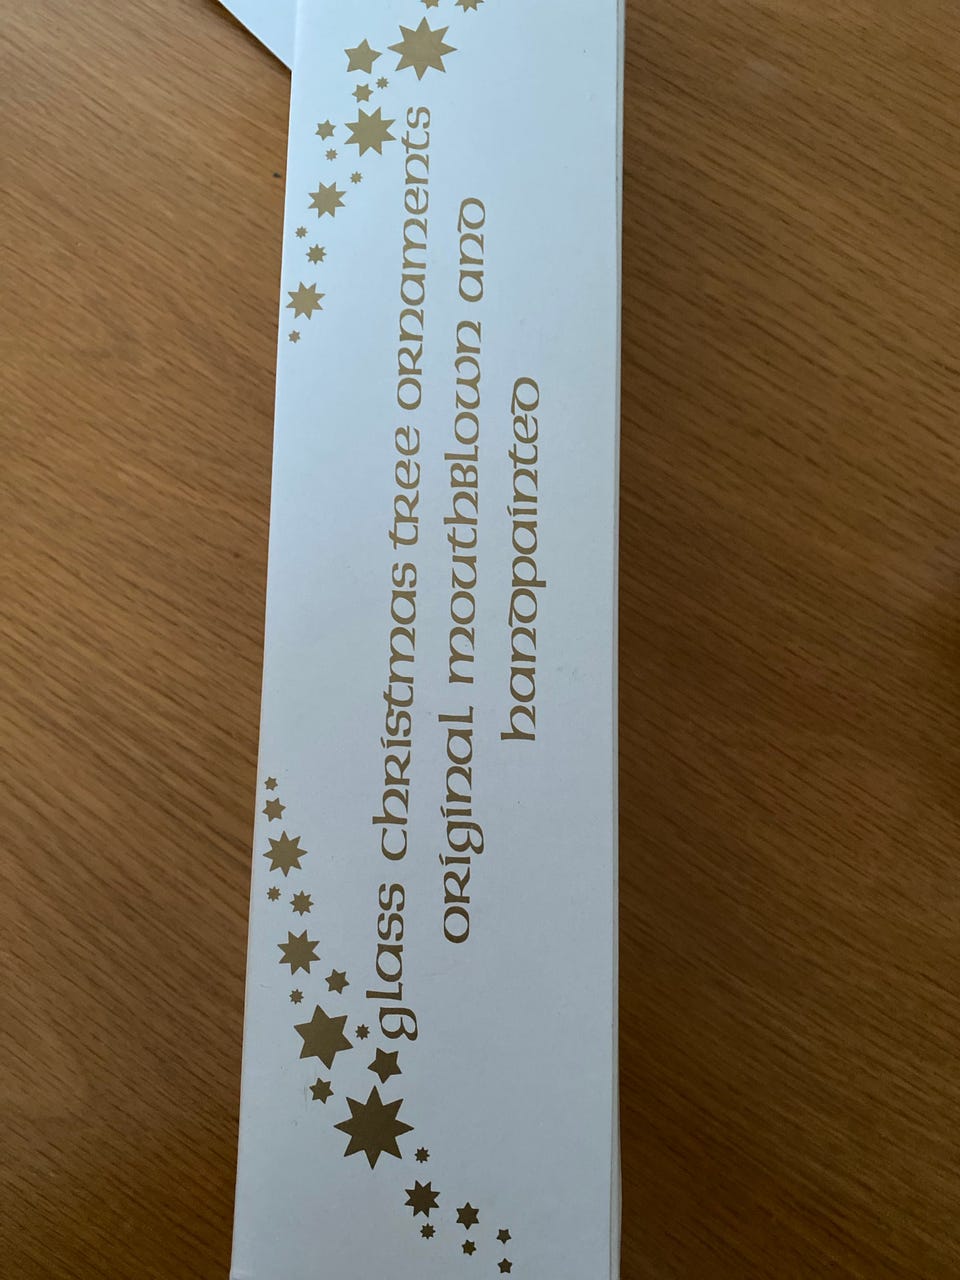 glass christmas tree ornaments
original mouthblown and
handpainted